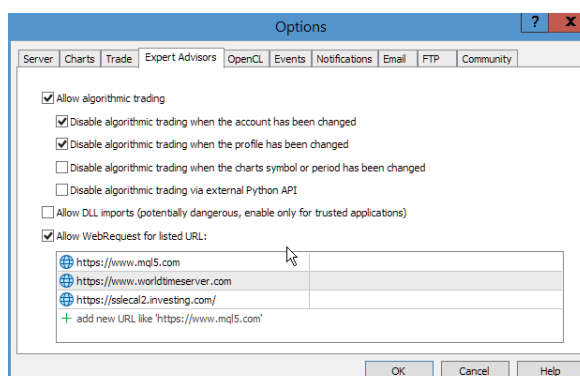 Options
? X
Server Charts Trade Expert Advisors OpenCL Events Notifications Email FTP Community
Allow algorithmic trading
Disable algorithmic trading when the account has been changed
Disable algorithmic trading when the profile has been changed
Disable algorithmic trading when the charts symbol or period has been changed
Disable algorithmic trading via external Python API
Allow DLL imports (potentially dangerous, enable only for trusted applications)
Allow WebRequest for listed URL:
https://www.mql5.com
https://www.worldtimeserver.com
https://sslecal2.investing.com/
+ add new URL like 'https://www.mql5.com'
OK Cancel Help